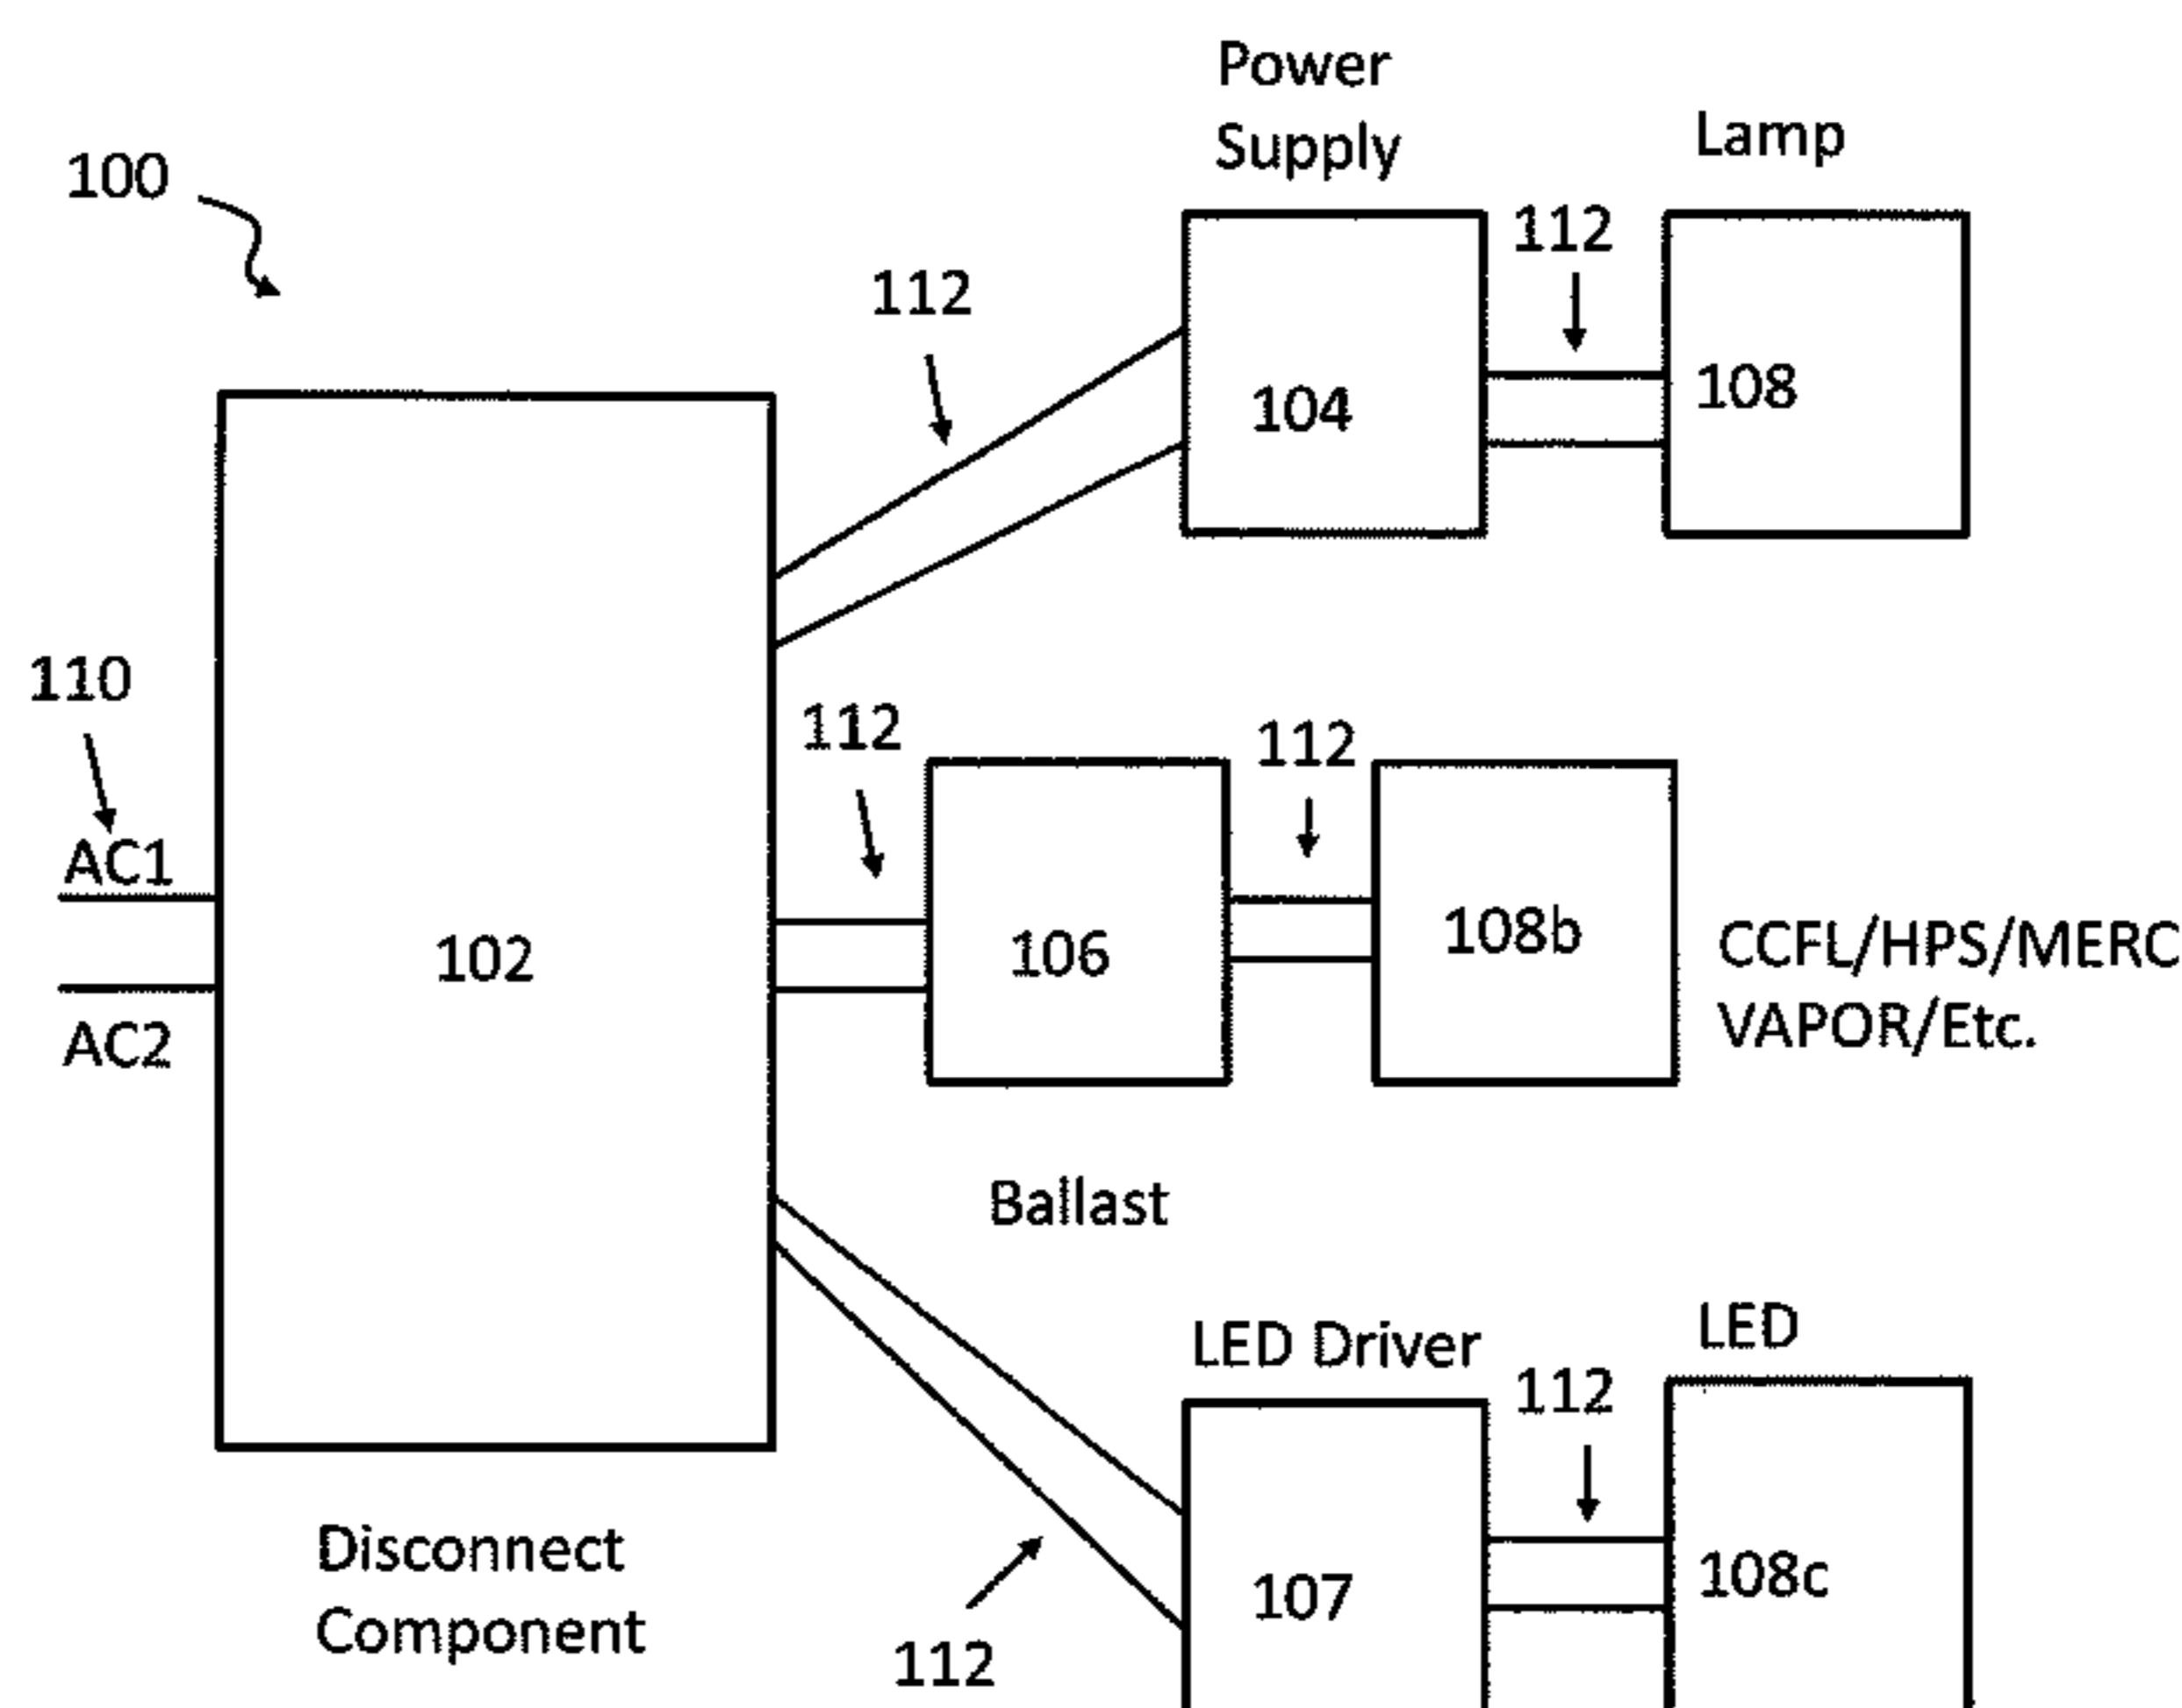 Power
Supply
Lamp
100
112
112
104
108
110
112
112
AC1
102
106
108b
CCFL/HPS/MERC
VAPOR/Etc.
AC2
Ballast
LED Driver
LED
112
Disconnect
Component
107
108c
112